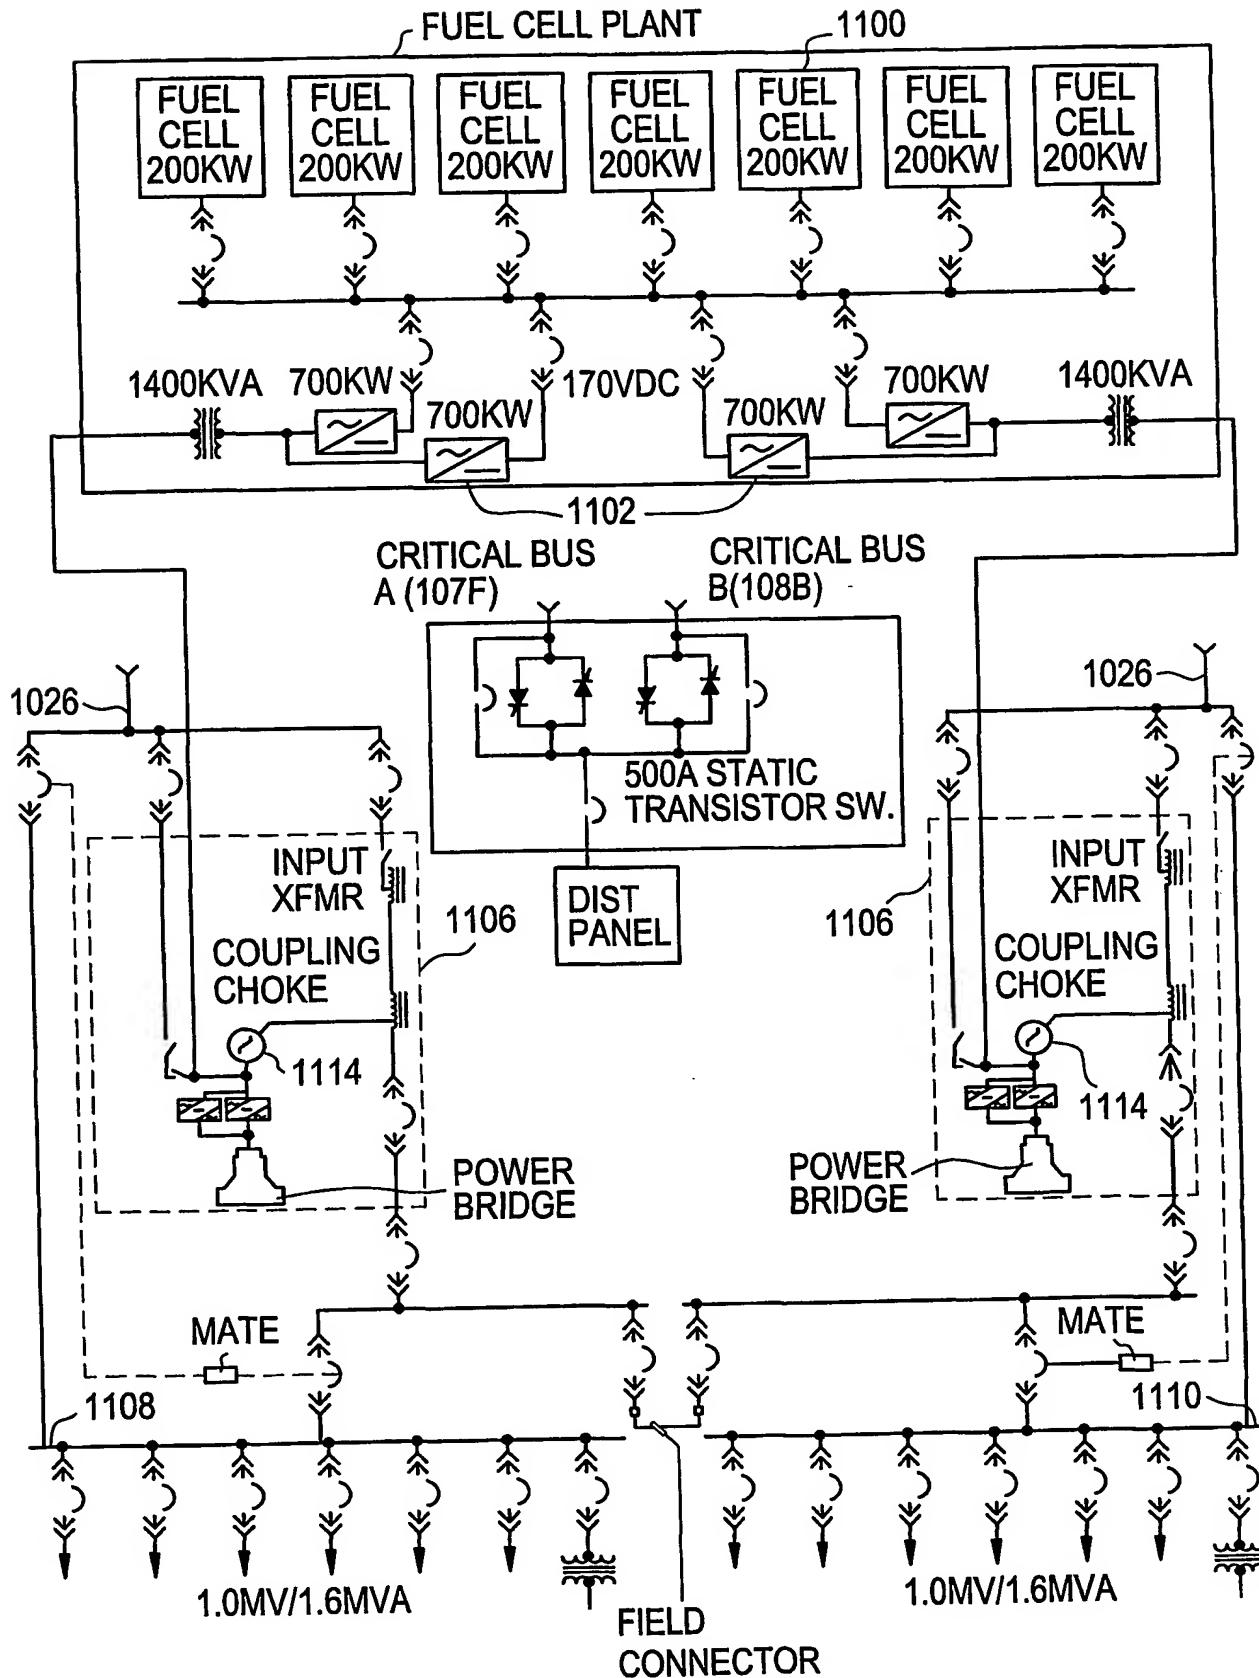 FUEL CELL PLANT
1100
FUEL
CELL
200KW
FUEL
CELL
200KW
FUEL
CELL
200KW
FUEL
CELL
200KW
FUEL
CELL
200KW
FUEL
CELL
200KW
FUEL
CELL
200KW
1400KVA
700KW
700KW
170VDC
700KW
700KW
1400KVA
1102
CRITICAL BUS
A (107F)
CRITICAL BUS
B(108B)
1026
1026
500A STATIC
TRANSISTOR SW.
INPUT
XFMR
1106
DIST
PANEL
INPUT
XFMR
1106
COUPLING
CHOKE
COUPLING
CHOKE
1114
1114
POWER
BRIDGE
POWER
BRIDGE
MATE
MATE
1108
1110
1.0MV/1.6MVA
1.0MV/1.6MVA
FIELD
CONNECTOR